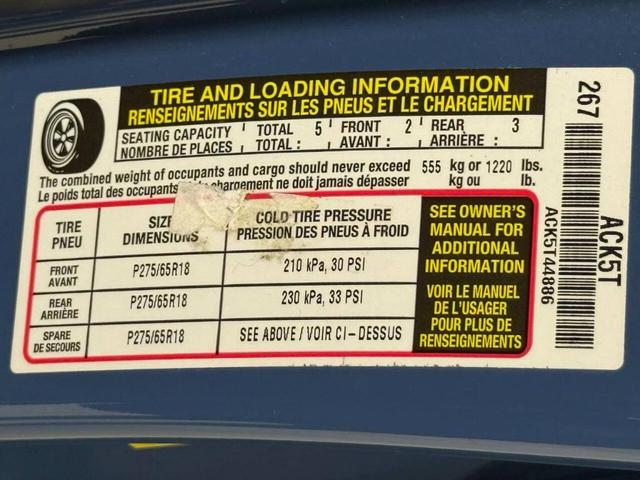 TIRE AND LOADING INFORMATION
RENSEIGNEMENTS SUR LES PNEUS ET LE CHARGEMENT
SEATING CAPACITY TOTAL 5 FRONT 2 REAR 3
NOMBRE DE PLACES TOTAL : AVANT : ARRIÈRE :
The combined weight of occupants and cargo should never exceed 555 kg or 1220 lbs.
Le poids total des occupants chargement ne doit jamais dépasser kg ou lb.
TIRE
PNEU
SIZE
DIMENSIONS
COLD TIRE PRESSURE
PRESSION DES PNEUS À FROID
FRONT
AVANT
P275/65R18
210 kPa, 30 PSI
REAR
ARRIÈRE
P275/65R18
230 kPa, 33 PSI
SPARE
DE SECOURS
P275/65R18
SEE ABOVE / VOIR CI-DESSUS
SEE OWNER'S
MANUAL FOR
ADDITIONAL
INFORMATION
VOIR LE MANUEL
DE L'USAGER
POUR PLUS DE
RENSEIGNEMENTS
267
ACK5T
ACK5T44886